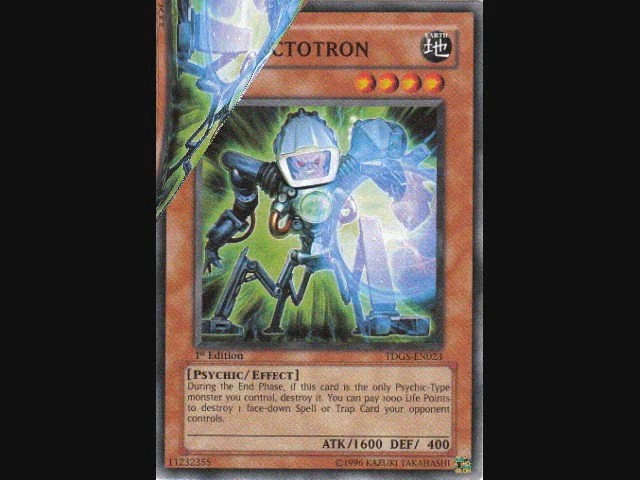 CTOTRON
EARTH
地
1st Edition
TDGS-EN023
[PSYCHIC/EFFECT]
During the End Phase, if this card is the only Psychic-Type
monster you control, destroy it. You can pay 1000 Life Points
to destroy 1 face-down Spell or Trap Card your opponent
controls.
ATK/1600 DEF/ 400
11232355
©1996 KAZUKI TAKAHASHI